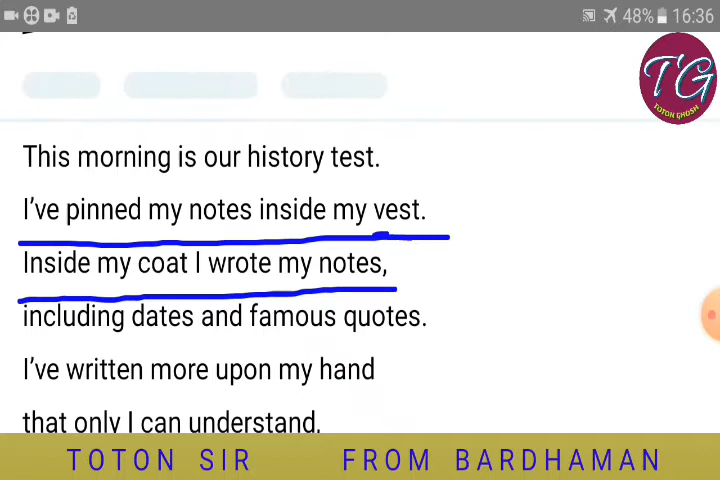 48% 16:36
TG
TOTON GHOSH
This morning is our history test.
I've pinned my notes inside my vest.
Inside my coat I wrote my notes,
including dates and famous quotes.
I've written more upon my hand
that only I can understand.
TOTON SIR FROM BARDHAMAN